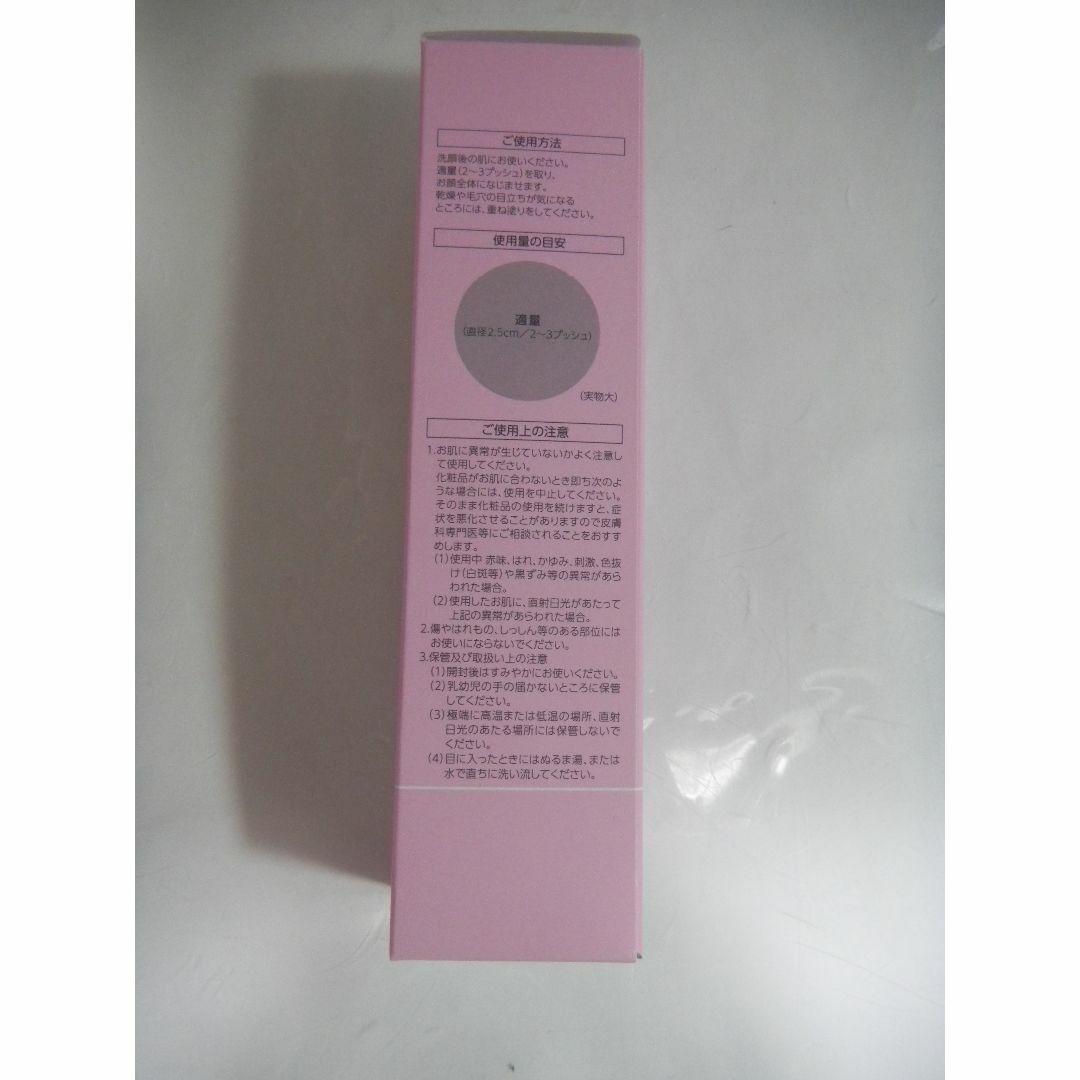 ご使用方法
洗顔後の肌にお使いください。
適量(2〜3プッシュ)を取り、
お顔全体になじませます。
乾燥や毛穴の目立ちが気になる
ところには、重ね塗りをしてください。
使用量の目安
適量
(直径2.5cm／2〜3プッシュ)
(実物大)
ご使用上の注意
1.お肌に異常が生じていないかよく注意し
て使用してください。
化粧品がお肌に合わないとき即ち次のよ
うな場合には、使用を中止してください。
そのまま化粧品の使用を続けますと、症
状を悪化させることがありますので皮膚
科専門医等にご相談されることをおすす
めします。
(1)使用中 赤味、はれ、かゆみ、刺激、色抜
け(白斑等)や黒ずみ等の異常があら
われた場合。
(2)使用したお肌に、直射日光があたって
上記の異常があらわれた場合。
2.傷やはれもの、しっしん等のある部位には
お使いにならないでください。
3.保管及び取扱い上の注意
(1)開封後はすみやかにお使いください。
(2)乳幼児の手の届かないところに保管
してください。
(3)極端に高温または低温の場所、直射
日光のあたる場所には保管しないで
ください。
(4)目に入ったときにはぬるま湯、または
水で直ちに洗い流してください。